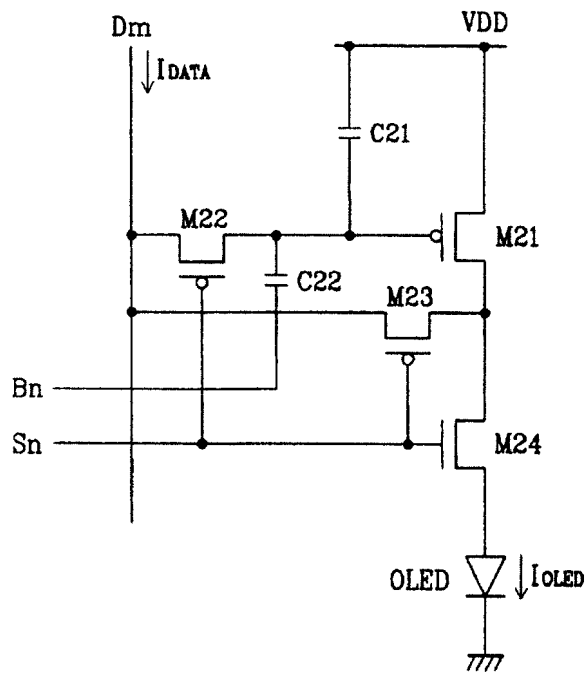 Dm
VDD
IDATA
C21
M22
M21
C22
M23
Bn
Sn
M24
OLED
IOLED